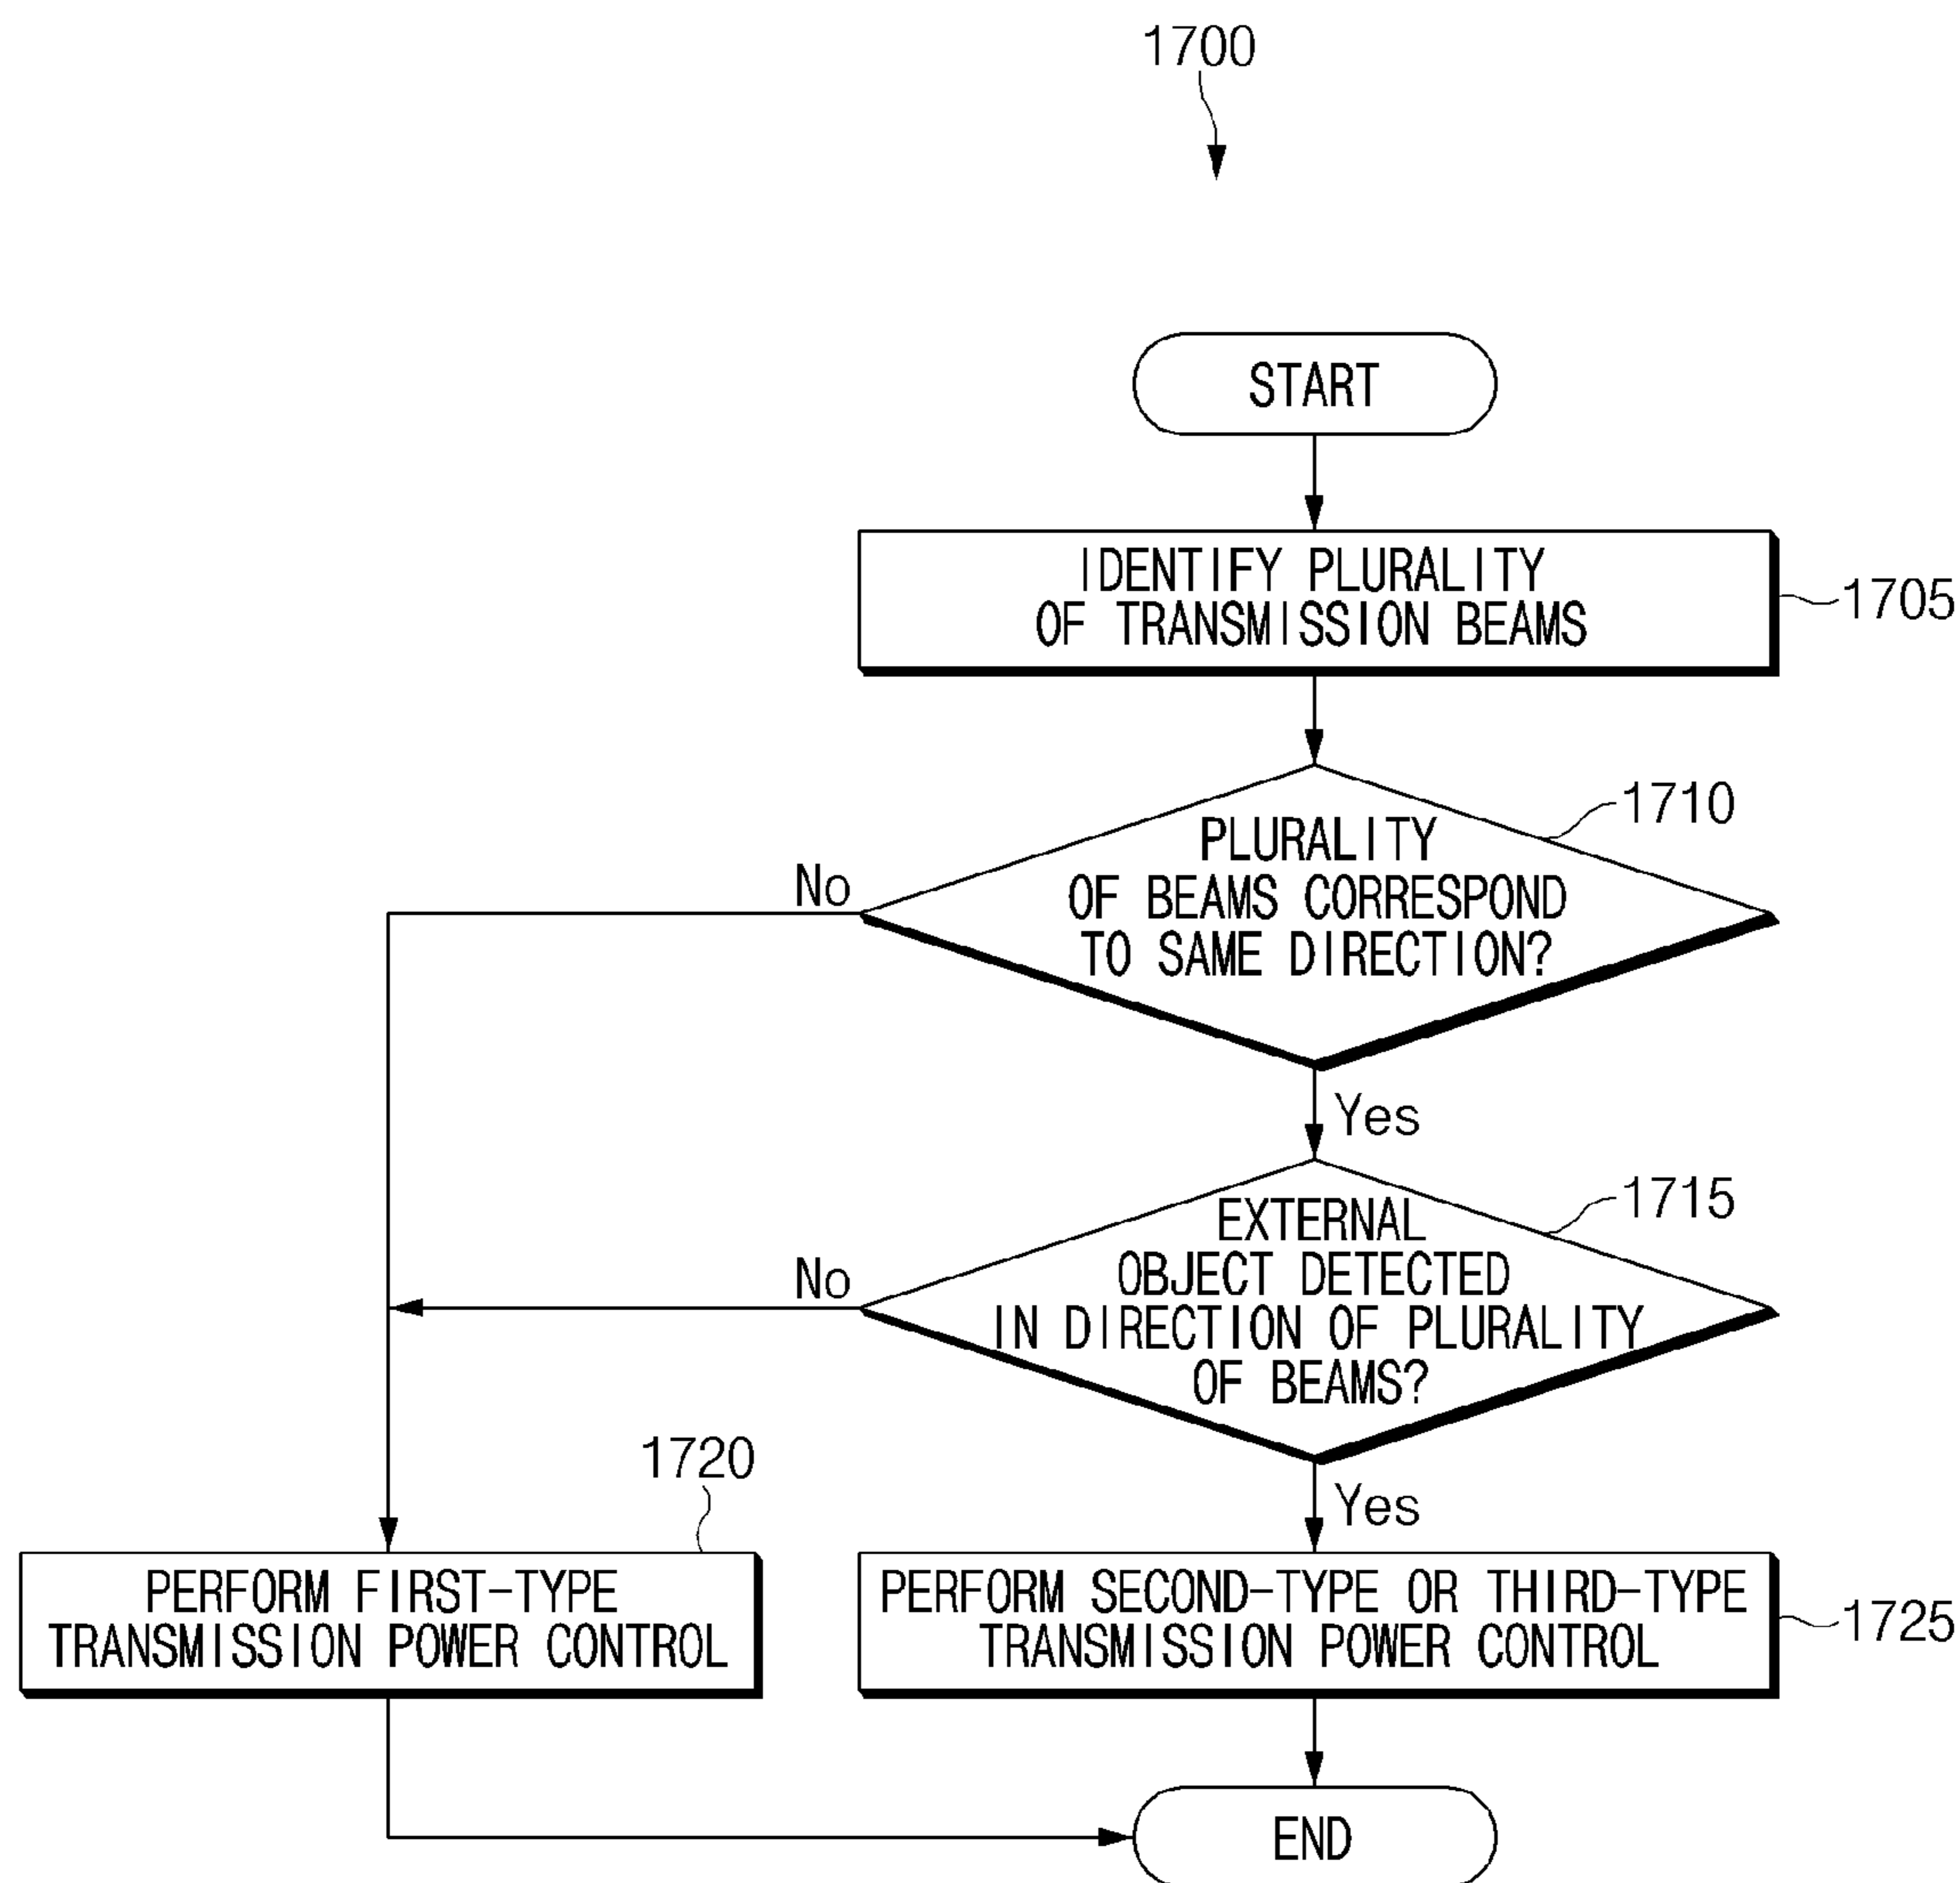 1700
START
IDENTIFY PLURALITY
OF TRANSMISSION BEAMS
1705
1710
PLURALITY
OF BEAMS CORRESPOND
TO SAME DIRECTION?
No
Yes
1715
EXTERNAL
OBJECT DETECTED
IN DIRECTION OF PLURALITY
OF BEAMS?
No
Yes
1720
PERFORM FIRST-TYPE
TRANSMISSION POWER CONTROL
PERFORM SECOND-TYPE OR THIRD-TYPE
TRANSMISSION POWER CONTROL
1725
END